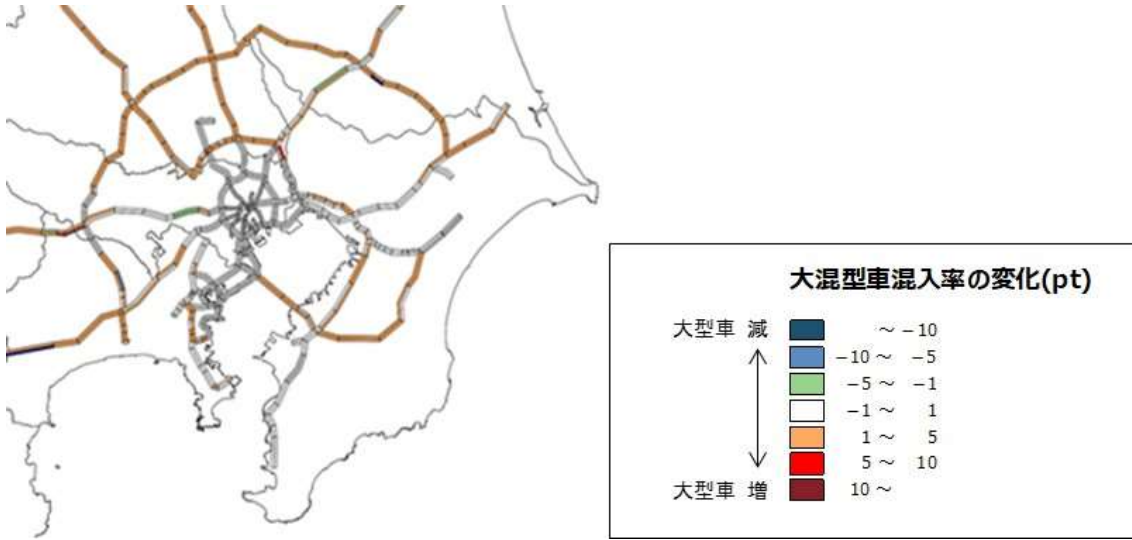 大混型車混入率の変化(pt)
大型車 減
～ －10
－10 ～ －5
－5 ～ －1
－1 ～ 1
1 ～ 5
5 ～ 10
大型車 増
10 ～